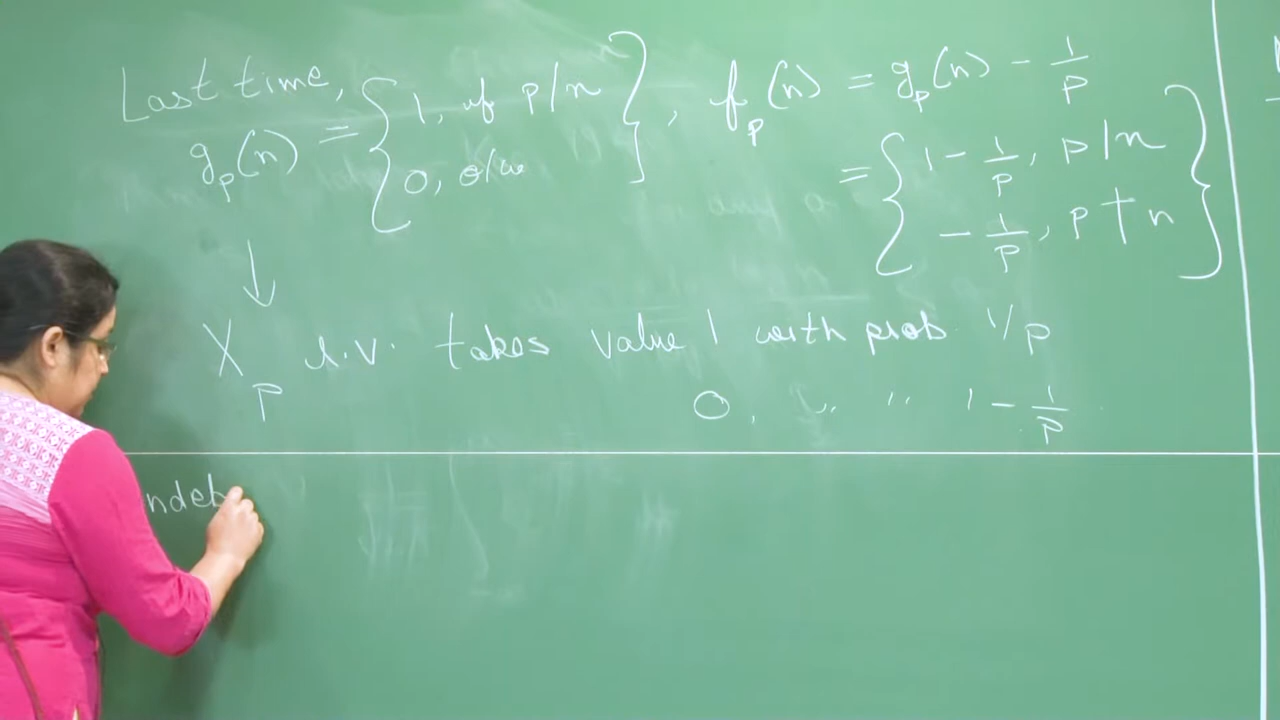 Last time,
g_p(n) = { 1, if p|n
0, o/w } , f_p(n) = g_p(n) - 1/p
= { 1 - 1/p, p|n
- 1/p, p ∤ n }
↓
X_p r.v. takes value 1 with prob. 1/p
0, " " 1 - 1/p
ndep